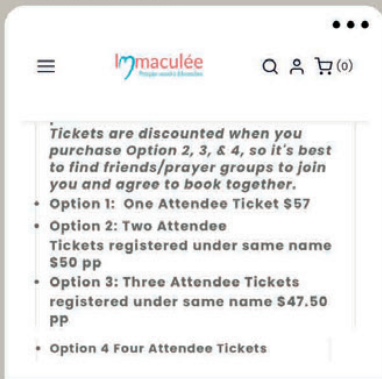 Immaculée
(0)
Tickets are discounted when you
purchase Option 2, 3, & 4, so it's best
to find friends/prayer groups to join
you and agree to book together.
• Option 1: One Attendee Ticket $57
• Option 2: Two Attendee
Tickets registered under same name
$50 pp
• Option 3: Three Attendee Tickets
registered under same name $47.50
pp
• Option 4 Four Attendee Tickets